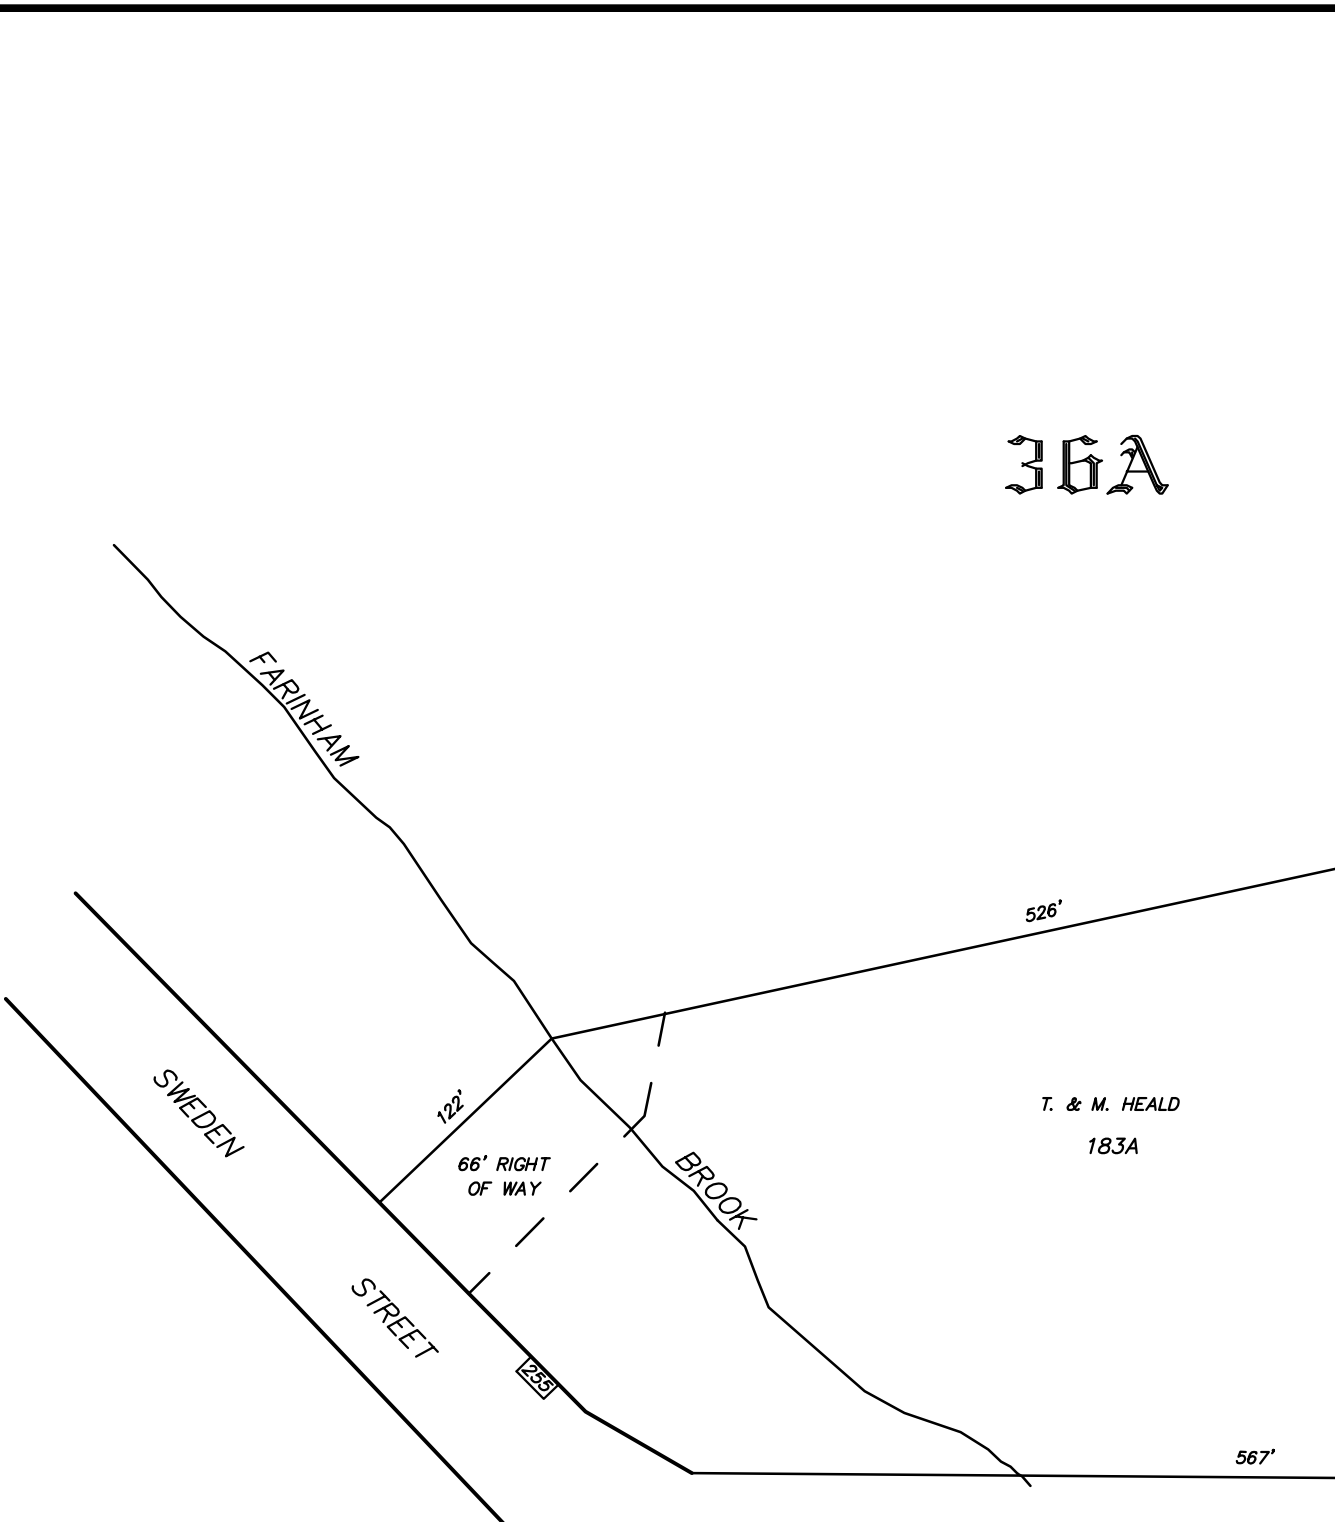 36A
FARINHAM
526'
SWEDEN
122'
T. & M. HEALD
183A
66' RIGHT
OF WAY
BROOK
STREET
255
567'